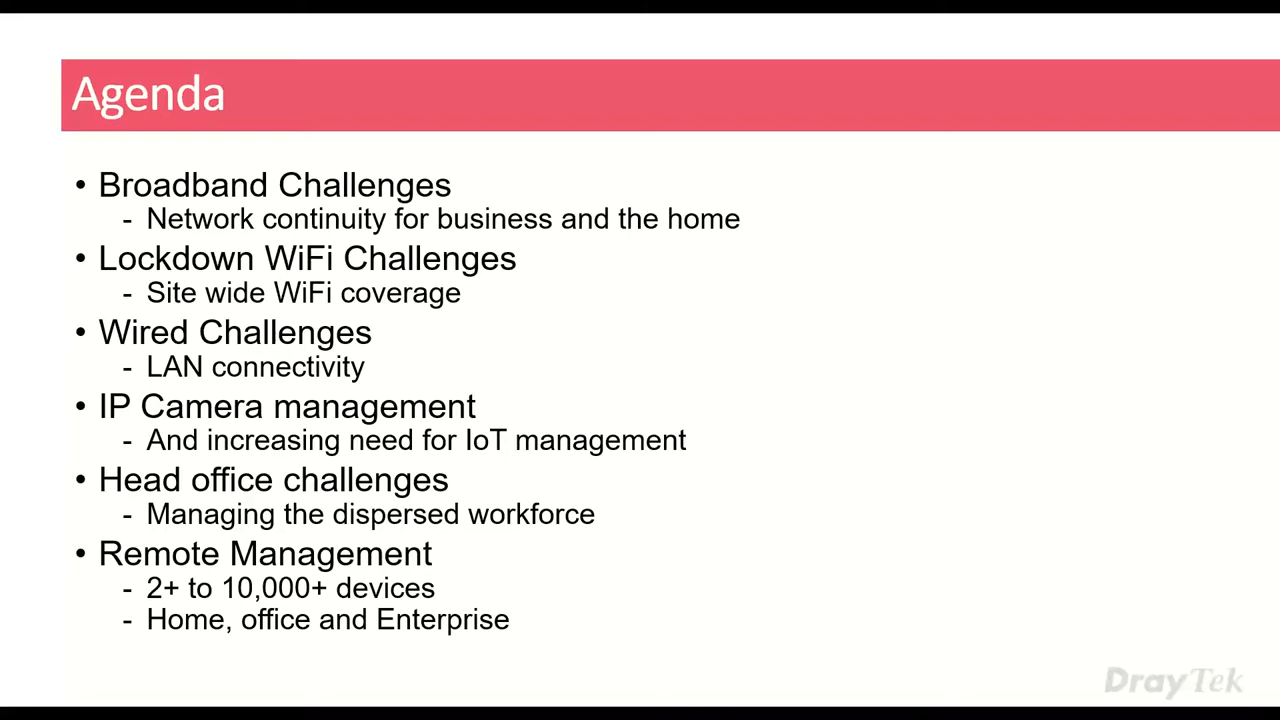 Agenda
• Broadband Challenges
- Network continuity for business and the home
• Lockdown WiFi Challenges
- Site wide WiFi coverage
• Wired Challenges
- LAN connectivity
• IP Camera management
- And increasing need for IoT management
• Head office challenges
- Managing the dispersed workforce
• Remote Management
- 2+ to 10,000+ devices
- Home, office and Enterprise
DrayTek